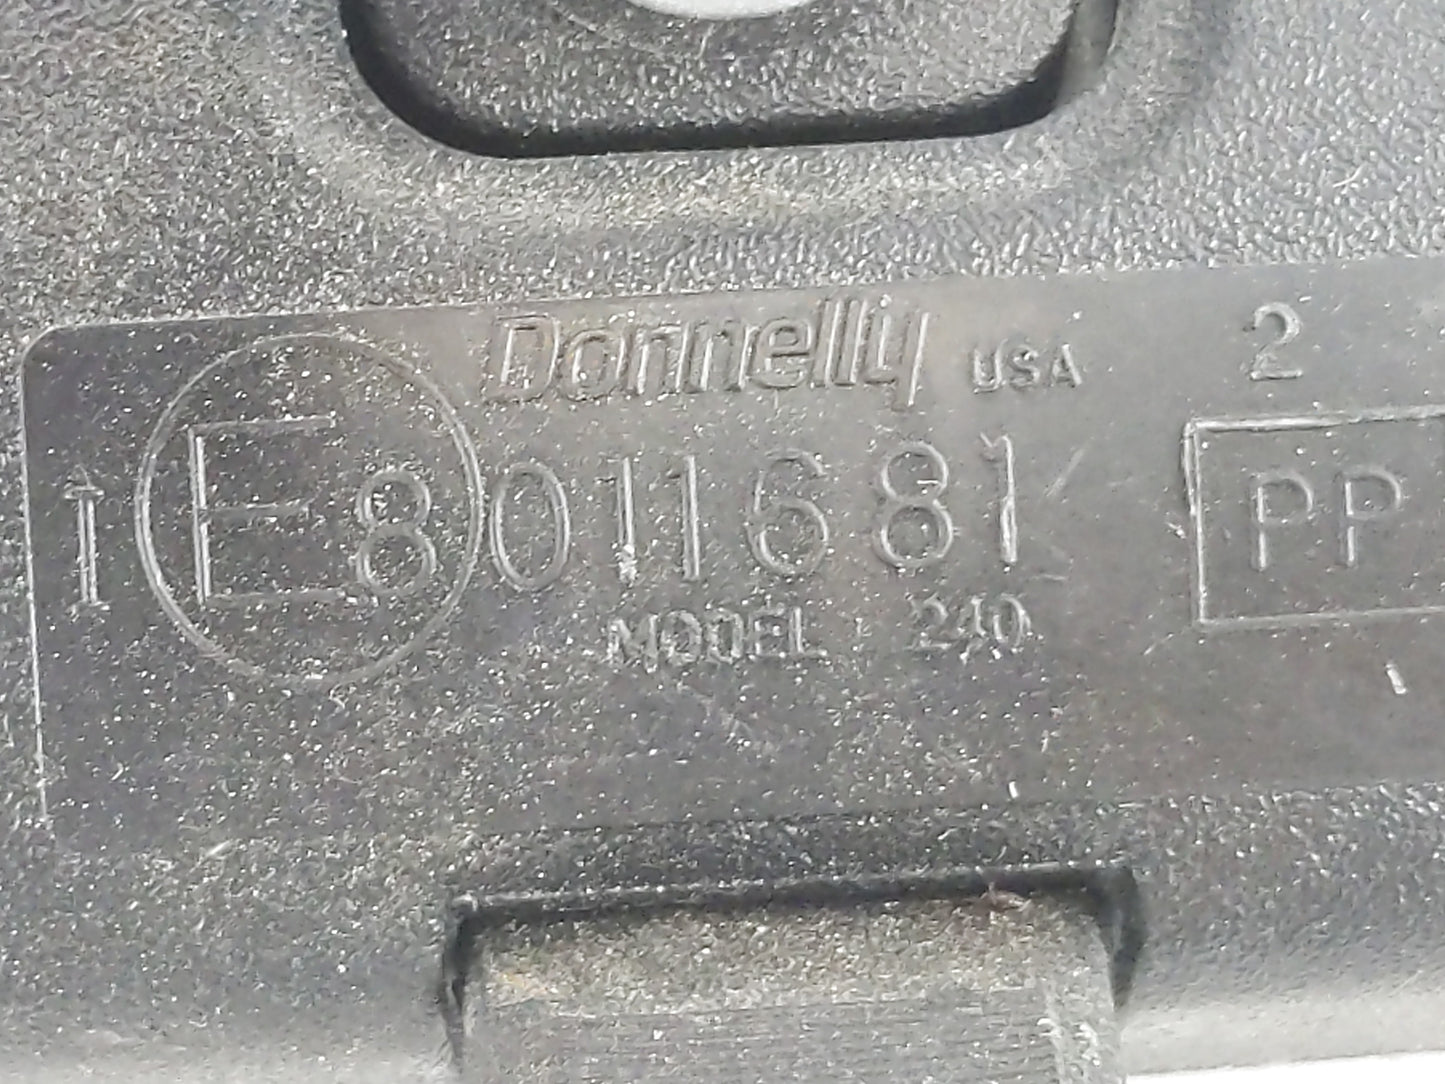 Donnelly USA 2
I E8 011681 PP
MODEL 240